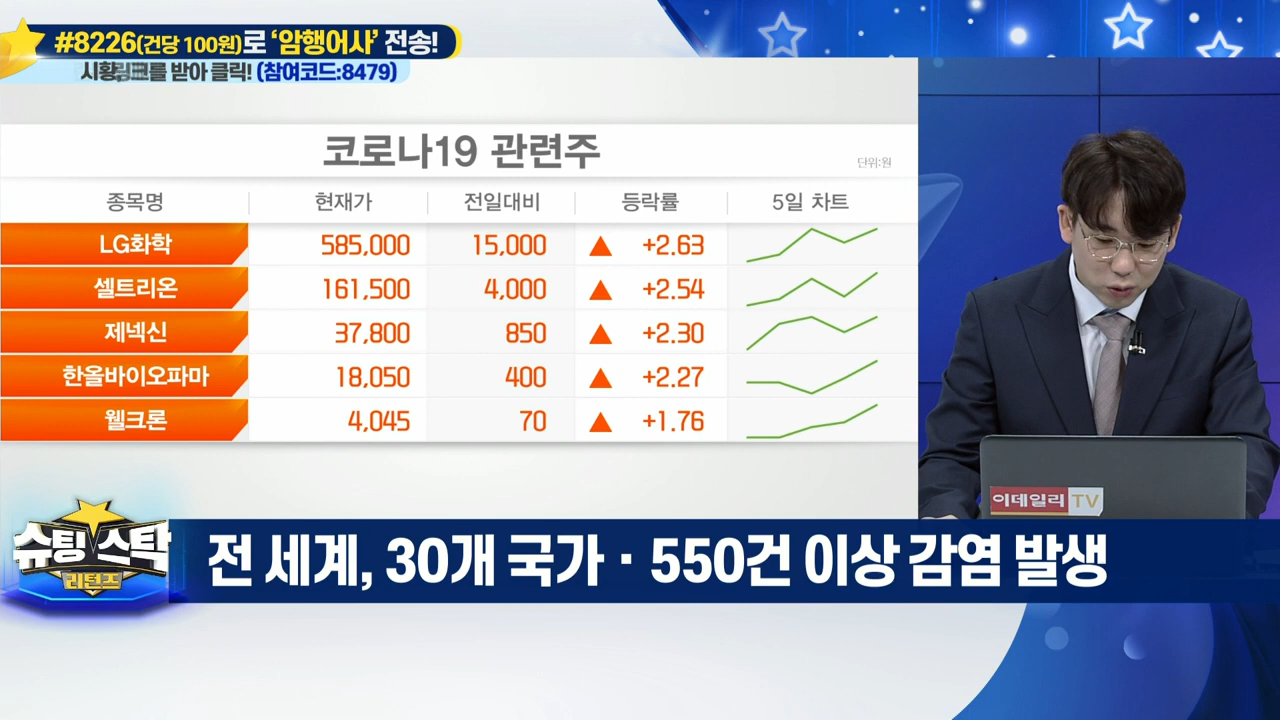 #8226(건당 100원)로 '암행어사' 전송!
시황링크를 받아 클릭! (참여코드:8479)
코로나19 관련주
단위:원
종목명 현재가 전일대비 등락률 5일 차트
LG화학 585,000 15,000 ▲ +2.63
셀트리온 161,500 4,000 ▲ +2.54
제넥신 37,800 850 ▲ +2.30
한올바이오파마 18,050 400 ▲ +2.27
웰크론 4,045 70 ▲ +1.76
이데일리 TV
슈팅 스탁
리턴즈
전 세계, 30개 국가 · 550건 이상 감염 발생